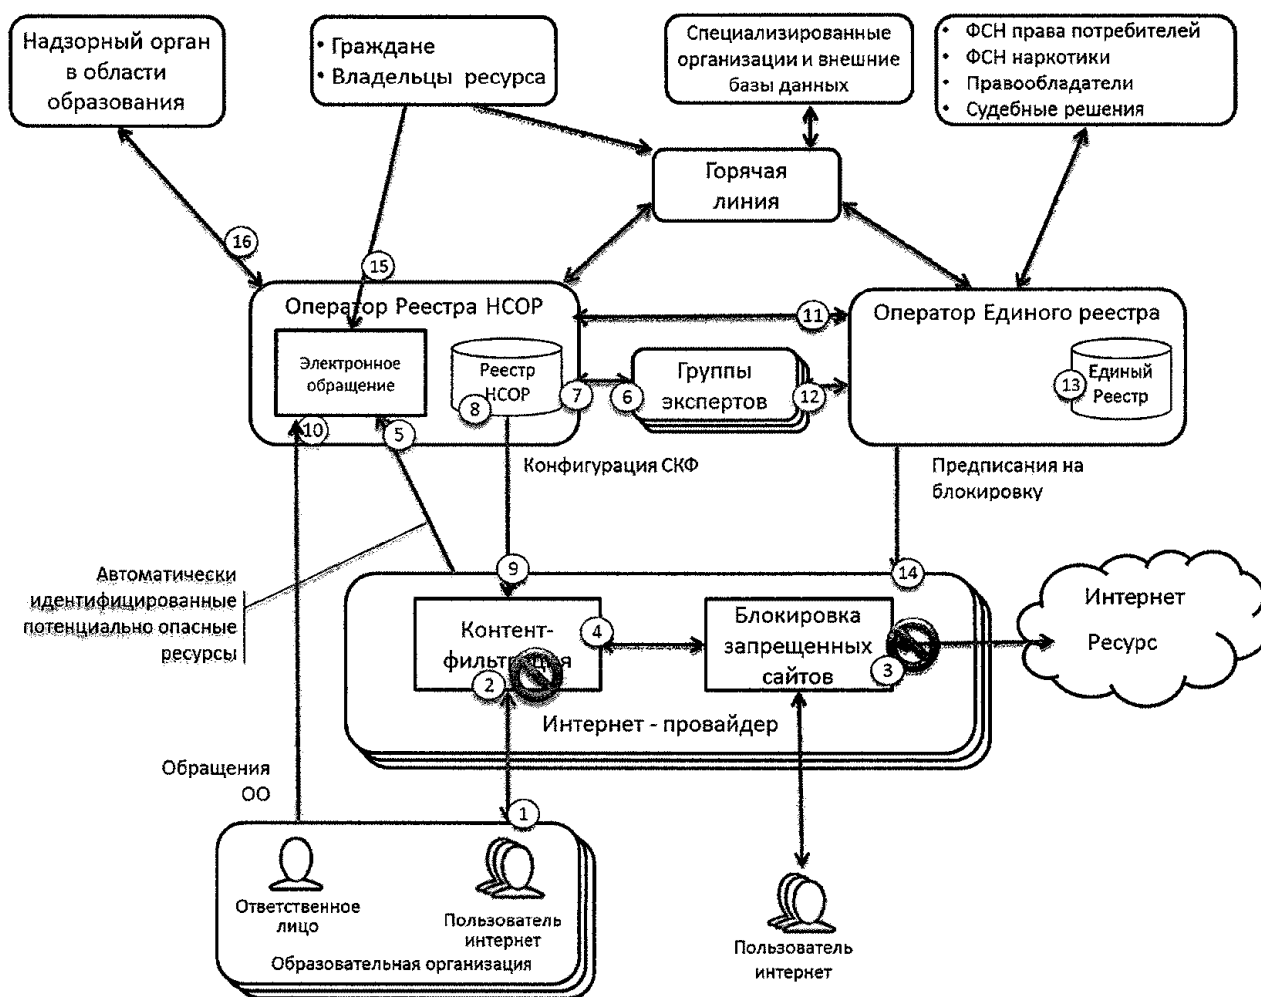 Надзорный орган
в области
образования
• Граждане
• Владельцы ресурса
Специализированные
организации и внешние
базы данных
• ФСН права потребителей
• ФСН наркотики
• Правообладатели
• Судебные решения
Горячая
линия
16
15
Оператор Реестра НСОР
11
Оператор Единого реестра
Электронное
обращение
Реестр
НСОР
8
7
6
Группы
экспертов
12
13
Единый
Реестр
10
5
Конфигурация СКФ
Предписания на
блокировку
Автоматически
идентифицированные
потенциально опасные
ресурсы
9
14
Контент-
фильтрация
4
2
Блокировка
запрещенных
сайтов
3
Интернет
Ресурс
Интернет - провайдер
Обращения
ОО
1
Ответственное
лицо
Пользователь
интернет
Образовательная организация
Пользователь
интернет